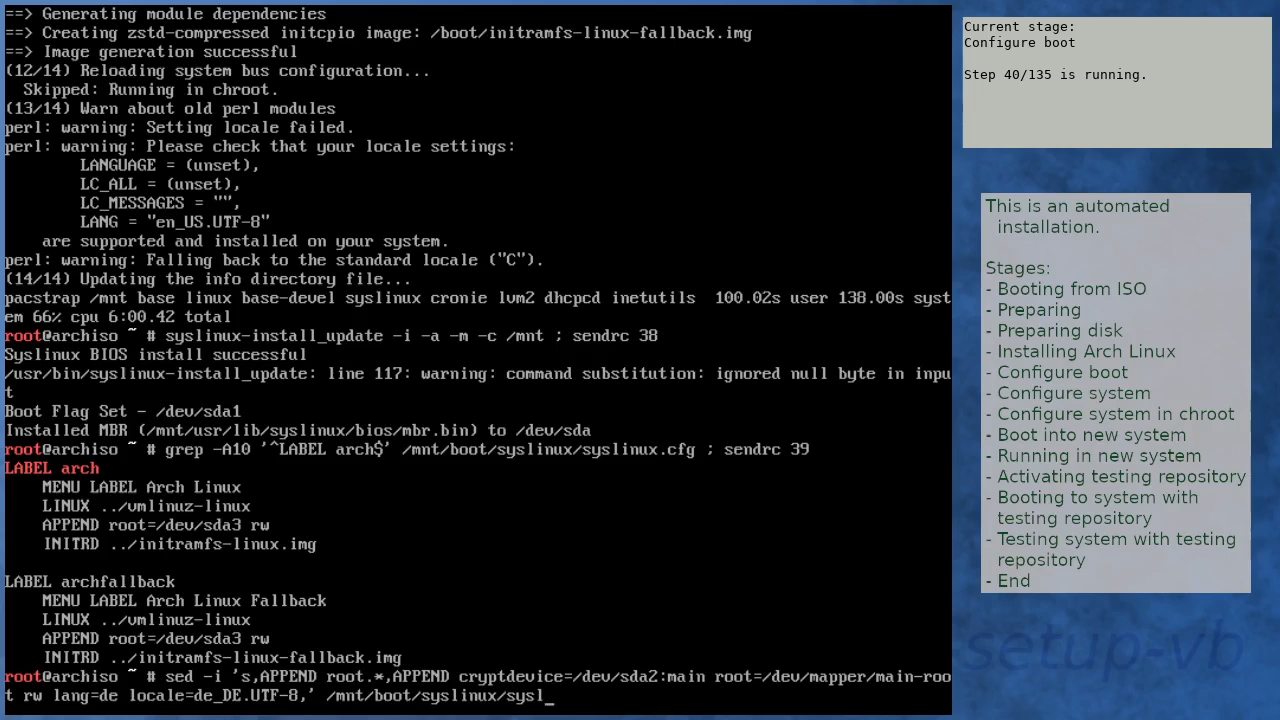 ==> Generating module dependencies
==> Creating zstd-compressed initcpio image: /boot/initramfs-linux-fallback.img
==> Image generation successful
(12/14) Reloading system bus configuration...
  Skipped: Running in chroot.
(13/14) Warn about old perl modules
perl: warning: Setting locale failed.
perl: warning: Please check that your locale settings:
        LANGUAGE = (unset),
        LC_ALL = (unset),
        LC_MESSAGES = "",
        LANG = "en_US.UTF-8"
    are supported and installed on your system.
perl: warning: Falling back to the standard locale ("C").
(14/14) Updating the info directory file...
pacstrap /mnt base linux base-devel syslinux cronie lvm2 dhcpcd inetutils  100.02s user 138.00s syst
em 66% cpu 6:00.42 total
root@archiso ~ # syslinux-install_update -i -a -m -c /mnt ; sendrc 38
Syslinux BIOS install successful
/usr/bin/syslinux-install_update: line 117: warning: command substitution: ignored null byte in inpu
t
Boot Flag Set - /dev/sda1
Installed MBR (/mnt/usr/lib/syslinux/bios/mbr.bin) to /dev/sda
root@archiso ~ # grep -A10 '^LABEL arch$' /mnt/boot/syslinux/syslinux.cfg ; sendrc 39
LABEL arch
    MENU LABEL Arch Linux
    LINUX ../vmlinuz-linux
    APPEND root=/dev/sda3 rw
    INITRD ../initramfs-linux.img

LABEL archfallback
    MENU LABEL Arch Linux Fallback
    LINUX ../vmlinuz-linux
    APPEND root=/dev/sda3 rw
    INITRD ../initramfs-linux-fallback.img
root@archiso ~ # sed -i 's,APPEND root.*,APPEND cryptdevice=/dev/sda2:main root=/dev/mapper/main-roo
t rw lang=de locale=de_DE.UTF-8,' /mnt/boot/syslinux/sysl_
Current stage:
Configure boot

Step 40/135 is running.
This is an automated
installation.

Stages:
- Booting from ISO
- Preparing
- Preparing disk
- Installing Arch Linux
- Configure boot
- Configure system
- Configure system in chroot
- Boot into new system
- Running in new system
- Activating testing repository
- Booting to system with
testing repository
- Testing system with testing
repository
- End
setup-vb